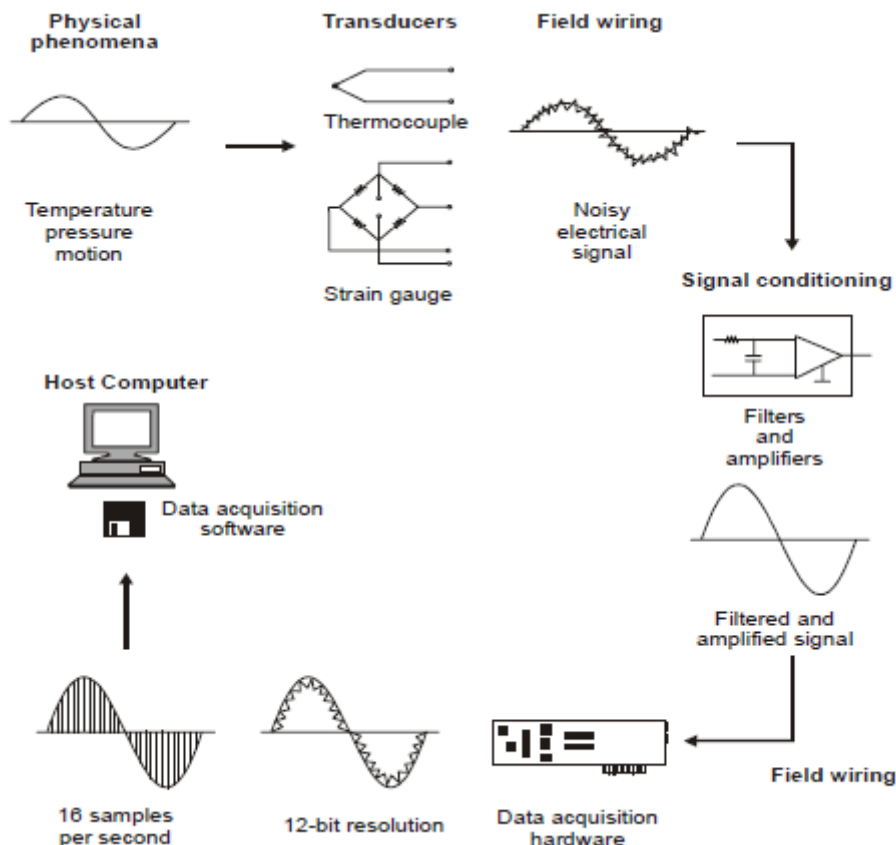 Physical
phenomena
Transducers
Field wiring
Thermocouple
Temperature
pressure
motion
Strain gauge
Noisy
electrical
signal
Signal conditioning
Filters
and
amplifiers
Filtered and
amplified signal
Field wiring
Data acquisition
hardware
12-bit resolution
16 samples
per second
Host Computer
Data acquisition
software